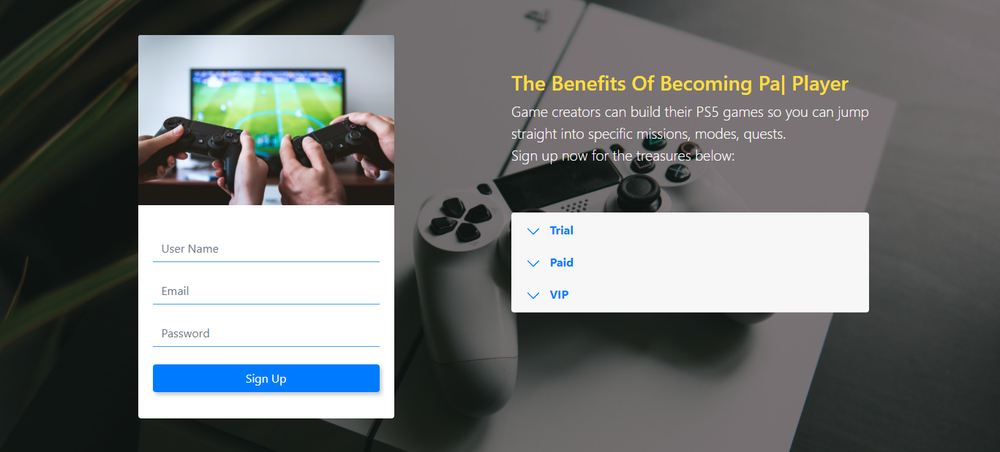 User Name
Email
Password
Sign Up
The Benefits Of Becoming Pa| Player
Game creators can build their PS5 games so you can jump
straight into specific missions, modes, quests.
Sign up now for the treasures below:
Trial
Paid
VIP